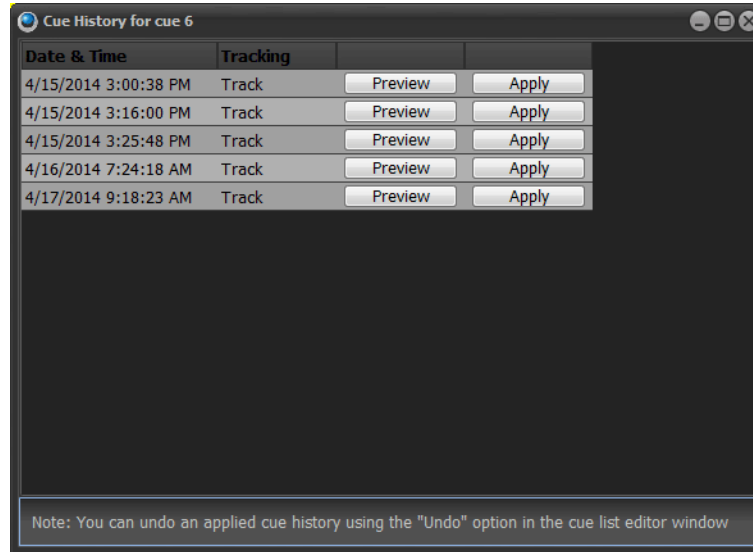 Cue History for cue 6
Date & Time Tracking
4/15/2014 3:00:38 PM Track Preview Apply
4/15/2014 3:16:00 PM Track Preview Apply
4/15/2014 3:25:48 PM Track Preview Apply
4/16/2014 7:24:18 AM Track Preview Apply
4/17/2014 9:18:23 AM Track Preview Apply
Note: You can undo an applied cue history using the "Undo" option in the cue list editor window